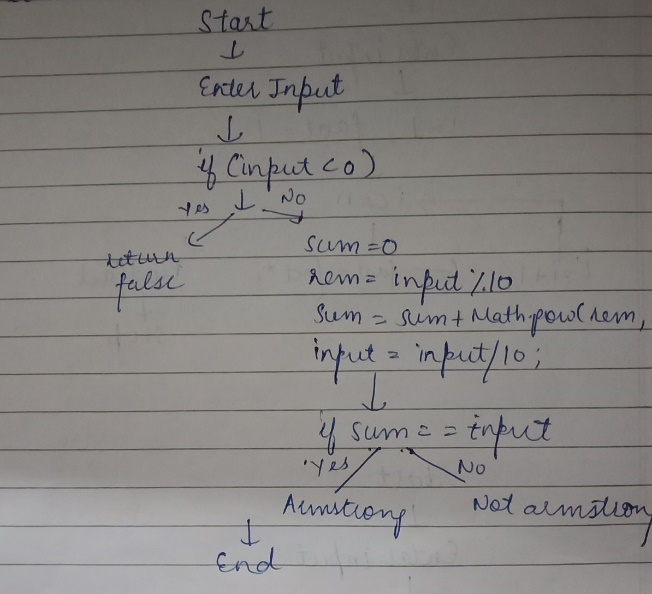 Start
Enter Input
if (input < 0)
Yes No
return
false
sum = 0
rem = input % 10
Sum = sum + Math.pow(rem,
input = input/10;
if sum == input
Yes No
Armstrong Not armstron
End